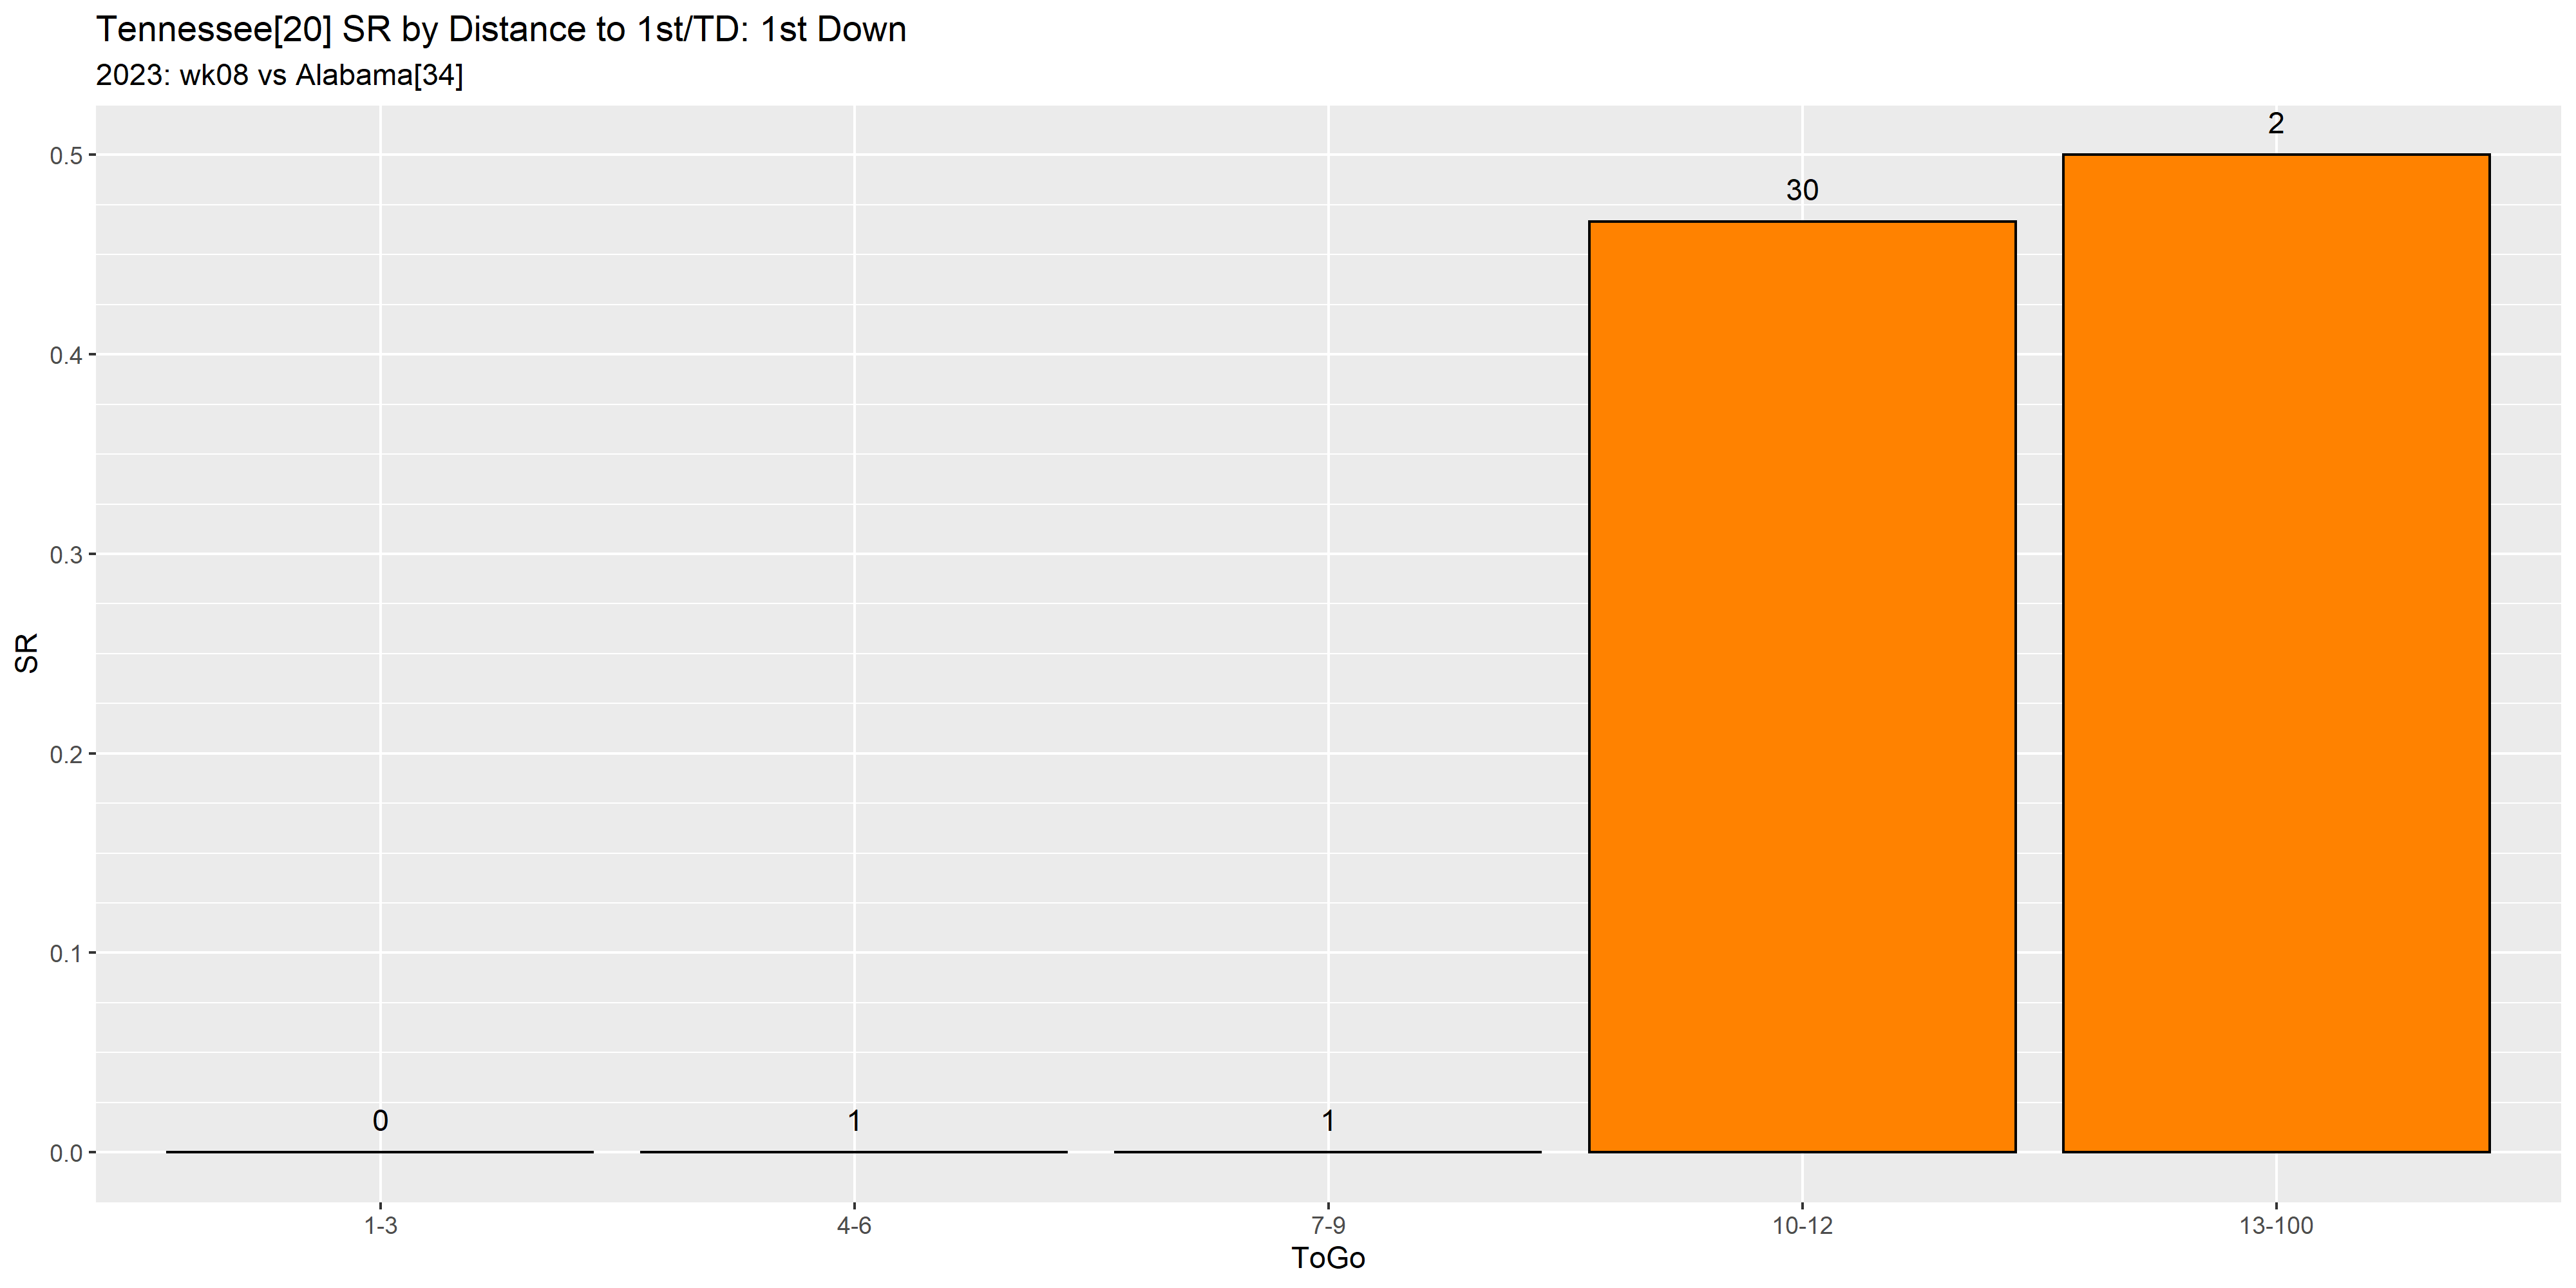 Tennessee[20] SR by Distance to 1st/TD: 1st Down
2023: wk08 vs Alabama[34]
2
0.5
30
0.4
0.3
SR
0.2
0.1
0 1 1
0.0
1-3 4-6 7-9 10-12 13-100
ToGo